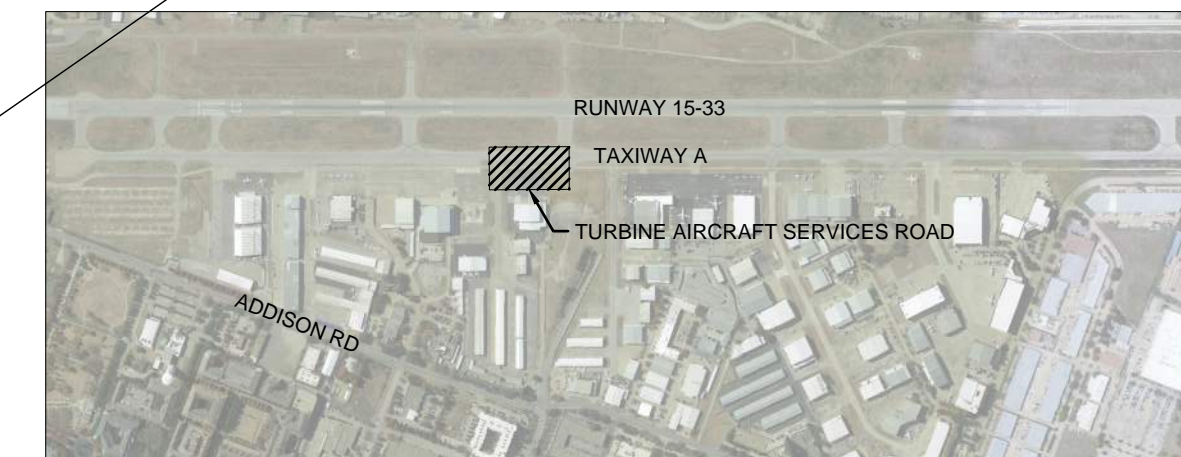 RUNWAY 15-33
TAXIWAY A
TURBINE AIRCRAFT SERVICES ROAD
ADDISON RD